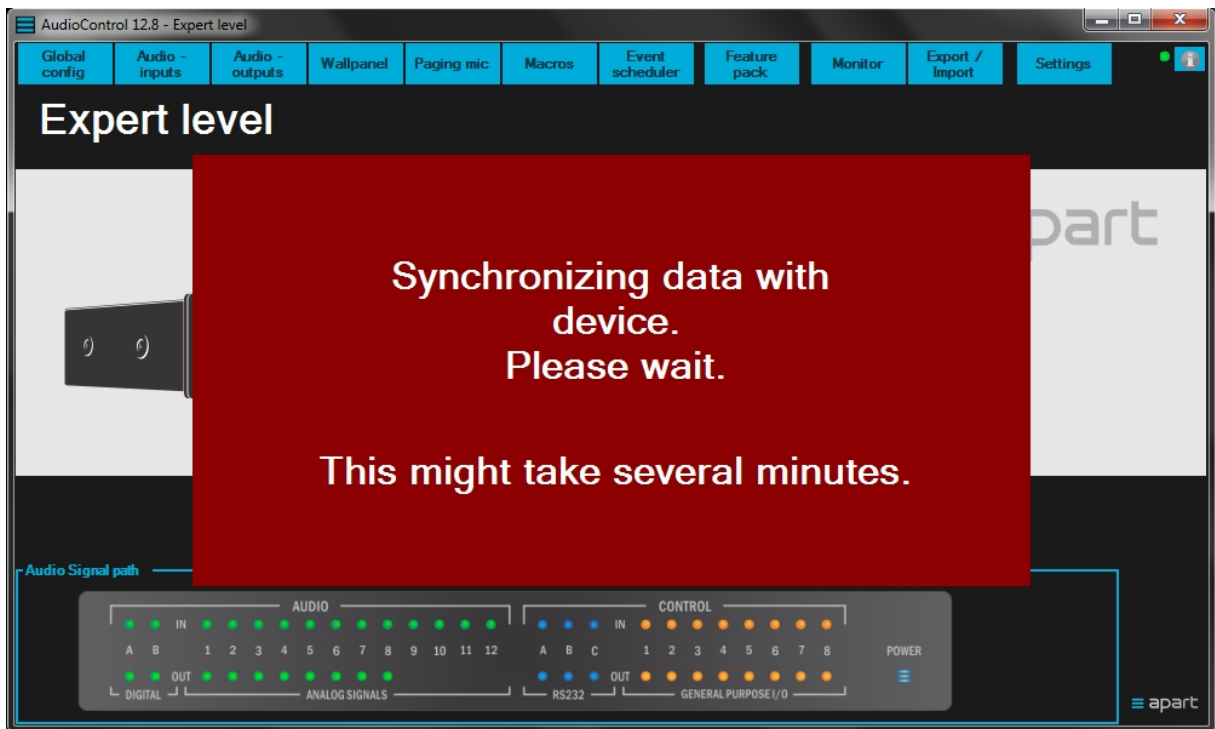 AudioControl 12.8 - Expert level
Global config
Audio - inputs
Audio - outputs
Wallpanel
Paging mic
Macros
Event scheduler
Feature pack
Monitor
Export / Import
Settings
Expert level
part
Synchronizing data with
device.
Please wait.
This might take several minutes.
Audio Signal path
AUDIO
CONTROL
IN
IN
A B 1 2 3 4 5 6 7 8 9 10 11 12 A B C 1 2 3 4 5 6 7 8 POWER
OUT
OUT
DIGITAL ANALOG SIGNALS RS232 GENERAL PURPOSE I/O
apart